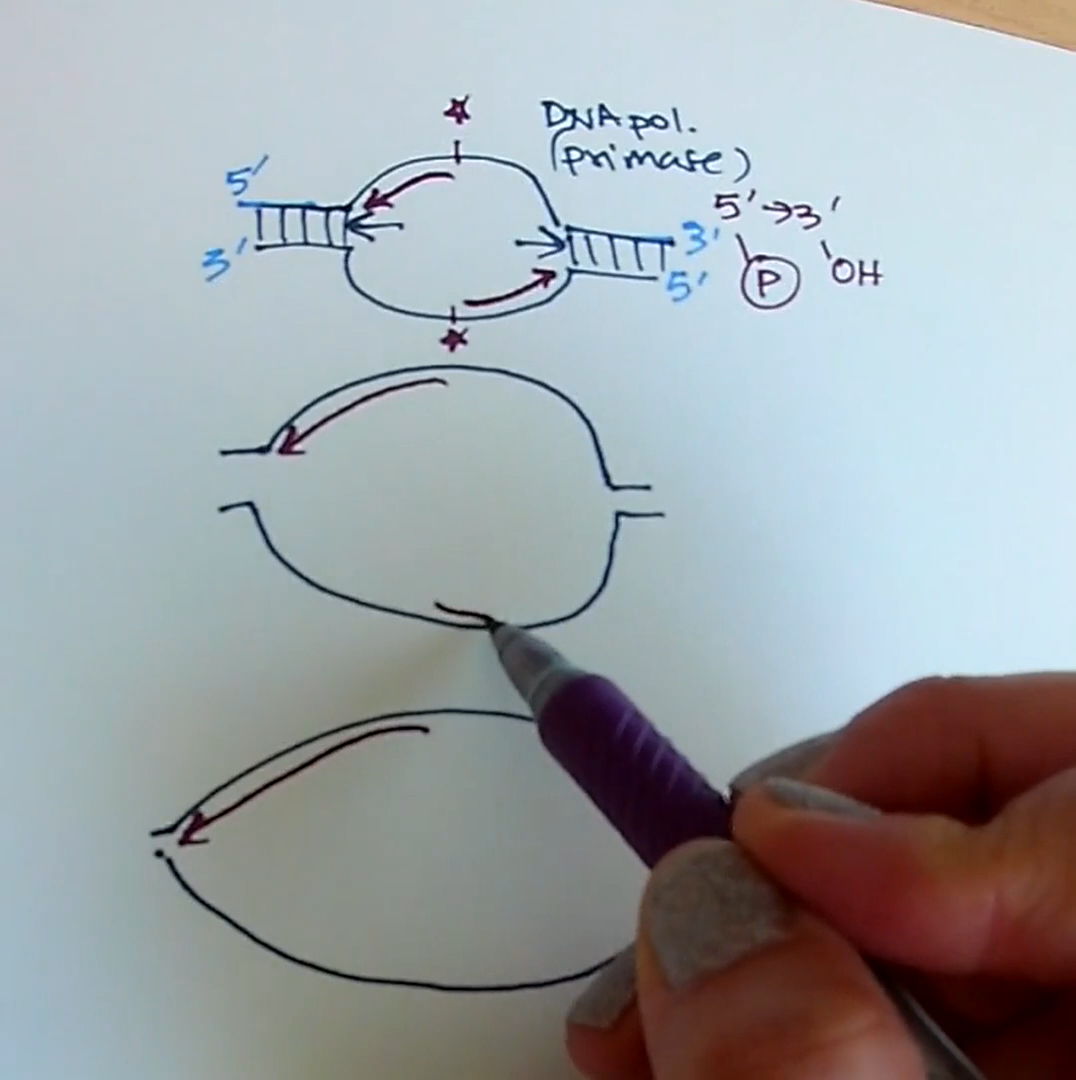 DNA pol.
(primase)
5'
3'
3'
5'
5'→3'
P
OH